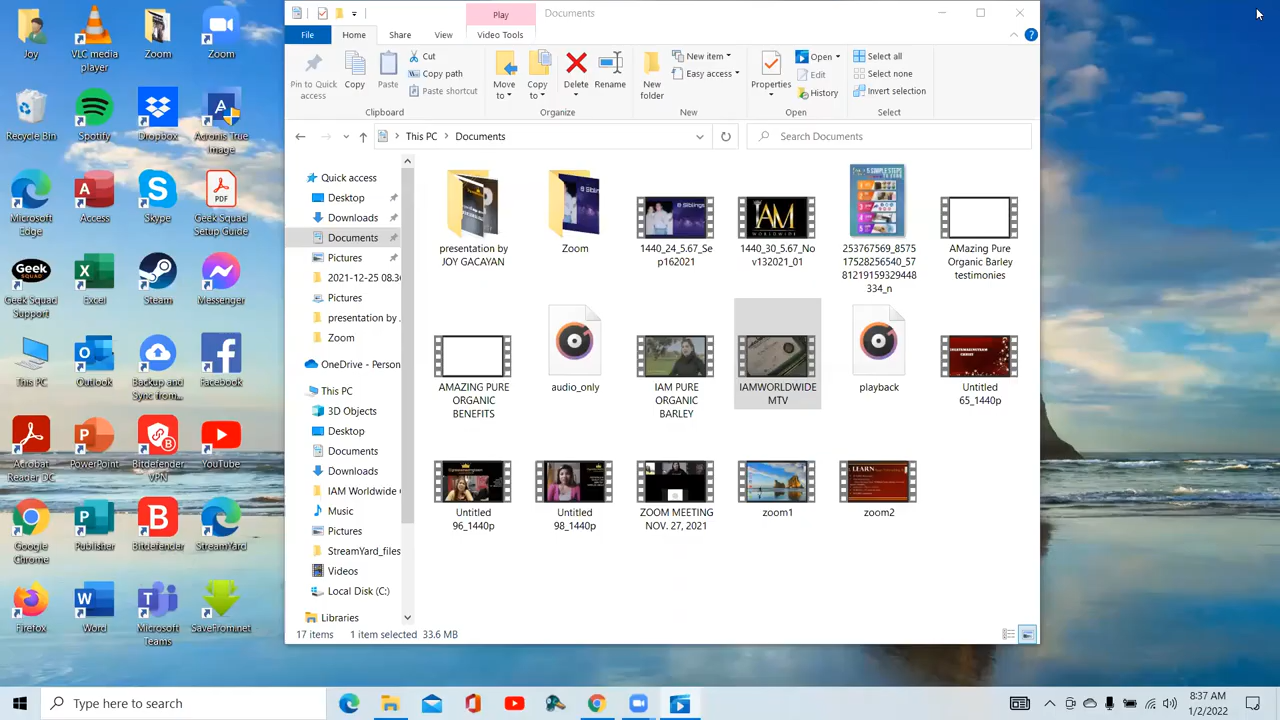 Play
Documents
File
Home
Share
View
Video Tools
Pin to Quick access
Copy
Paste
Cut
Copy path
Paste shortcut
Clipboard
Move to
Copy to
Delete
Rename
Organize
New folder
New item
Easy access
New
Properties
Open
Edit
History
Open
Select all
Select none
Invert selection
Select
This PC
Documents
Search Documents
Quick access
Desktop
Downloads
Documents
Pictures
2021-12-25 08.3
Pictures
presentation by
Zoom
OneDrive - Person
This PC
3D Objects
Desktop
Documents
Downloads
IAM Worldwide
Music
Pictures
StreamYard_files
Videos
Local Disk (C:)
Libraries
presentation by
JOY GACAYAN
Zoom
1440_24_5.67_Se
p162021
1440_30_5.67_No
v132021_01
253767569_8575
17528256540_57
81219159329448
334_n
AMazing Pure
Organic Barley
testimonies
AMAZING PURE
ORGANIC
BENEFITS
audio_only
IAM PURE
ORGANIC
BARLEY
IAMWORLDWIDE
MTV
playback
Untitled
65_1440p
Untitled
96_1440p
Untitled
98_1440p
ZOOM MEETING
NOV. 27, 2021
zoom1
zoom2
IAM
WORLDWIDE
LEARN
17 items
1 item selected
33.6 MB
Joy
VLC media
player
Zoom
Zoom
Recycle Bin
Spotify
Dropbox
Acronis True
Image
Microsoft
Edge
Access
Skype
PDF
Geek Squad
Setup Guide
Geek
SQUAD
Geek Squad
Support
Excel
Steam
Messenger
This PC
Outlook
Backup and
Sync from...
Facebook
Acrobat
Reader DC
PowerPoint
Bitdefender
VPN
YouTube
Google
Chrome
Publisher
Bitdefender
StreamYard
Firefox
Word
Microsoft
Teams
SaveFrom.net
Type here to search
8:37 AM
1/2/2022